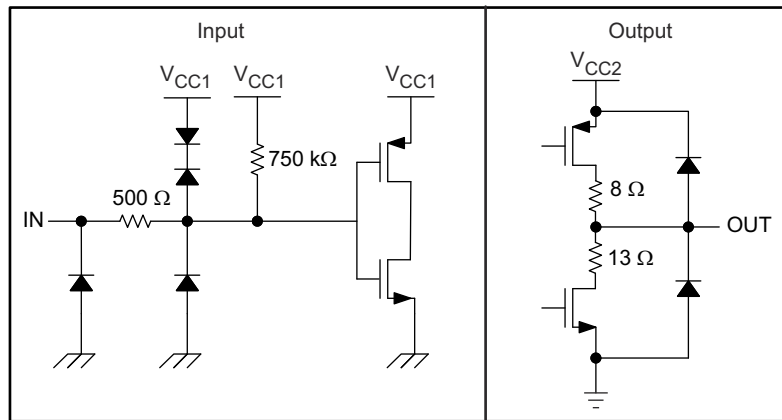 Input
Output
VCC1
VCC1
VCC1
VCC2
750 kΩ
500 Ω
8 Ω
IN
OUT
13 Ω